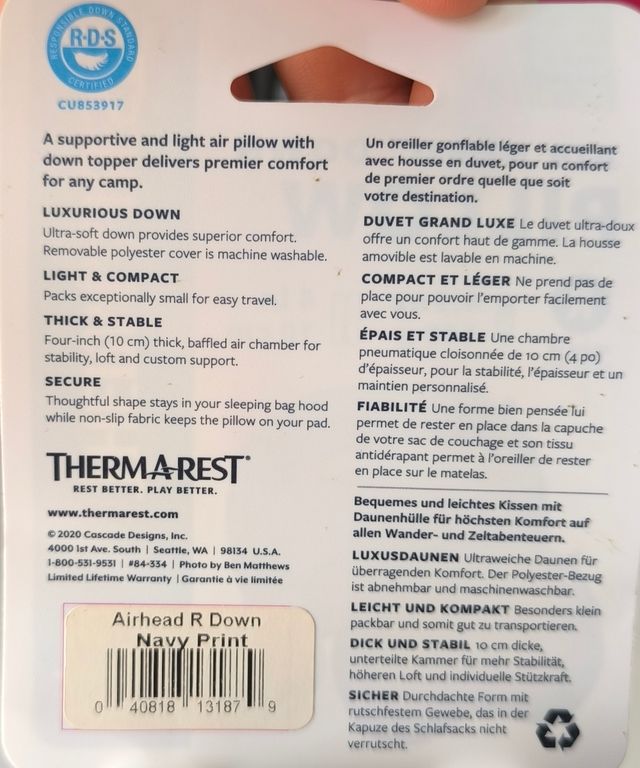 RESPONSIBLE DOWN STANDARD
R·D·S
CERTIFIED
CU853917
A supportive and light air pillow with
down topper delivers premier comfort
for any camp.
LUXURIOUS DOWN
Ultra-soft down provides superior comfort.
Removable polyester cover is machine washable.
LIGHT & COMPACT
Packs exceptionally small for easy travel.
THICK & STABLE
Four-inch (10 cm) thick, baffled air chamber for
stability, loft and custom support.
SECURE
Thoughtful shape stays in your sleeping bag hood
while non-slip fabric keeps the pillow on your pad.
THERMAREST®
REST BETTER. PLAY BETTER.
www.thermarest.com
© 2020 Cascade Designs, Inc.
4000 1st Ave. South | Seattle, WA | 98134 U.S.A.
1-800-531-9531 | #84-334 | Photo by Ben Matthews
Limited Lifetime Warranty | Garantie à vie limitée
Airhead R Down
Navy Print
0 40818 13187 9
Un oreiller gonflable léger et accueillant
avec housse en duvet, pour un confort
de premier ordre quelle que soit
votre destination.
DUVET GRAND LUXE Le duvet ultra-doux
offre un confort haut de gamme. La housse
amovible est lavable en machine.
COMPACT ET LÉGER Ne prend pas de
place pour pouvoir l'emporter facilement
avec vous.
ÉPAIS ET STABLE Une chambre
pneumatique cloisonnée de 10 cm (4 po)
d'épaisseur, pour la stabilité, l'épaisseur et un
maintien personnalisé.
FIABILITÉ Une forme bien pensée lui
permet de rester en place dans la capuche
de votre sac de couchage et son tissu
antidérapant permet à l'oreiller de rester
en place sur le matelas.
Bequemes und leichtes Kissen mit
Daunenhülle für höchsten Komfort auf
allen Wander- und Zeltabenteuern.
LUXUSDAUNEN Ultraweiche Daunen für
überragenden Komfort. Der Polyester-Bezug
ist abnehmbar und maschinenwaschbar.
LEICHT UND KOMPAKT Besonders klein
packbar und somit gut zu transportieren.
DICK UND STABIL 10 cm dicke,
unterteilte Kammer für mehr Stabilität,
höheren Loft und individuelle Stützkraft.
SICHER Durchdachte Form mit
rutschfestem Gewebe, das in der
Kapuze des Schlafsacks nicht
verrutscht.